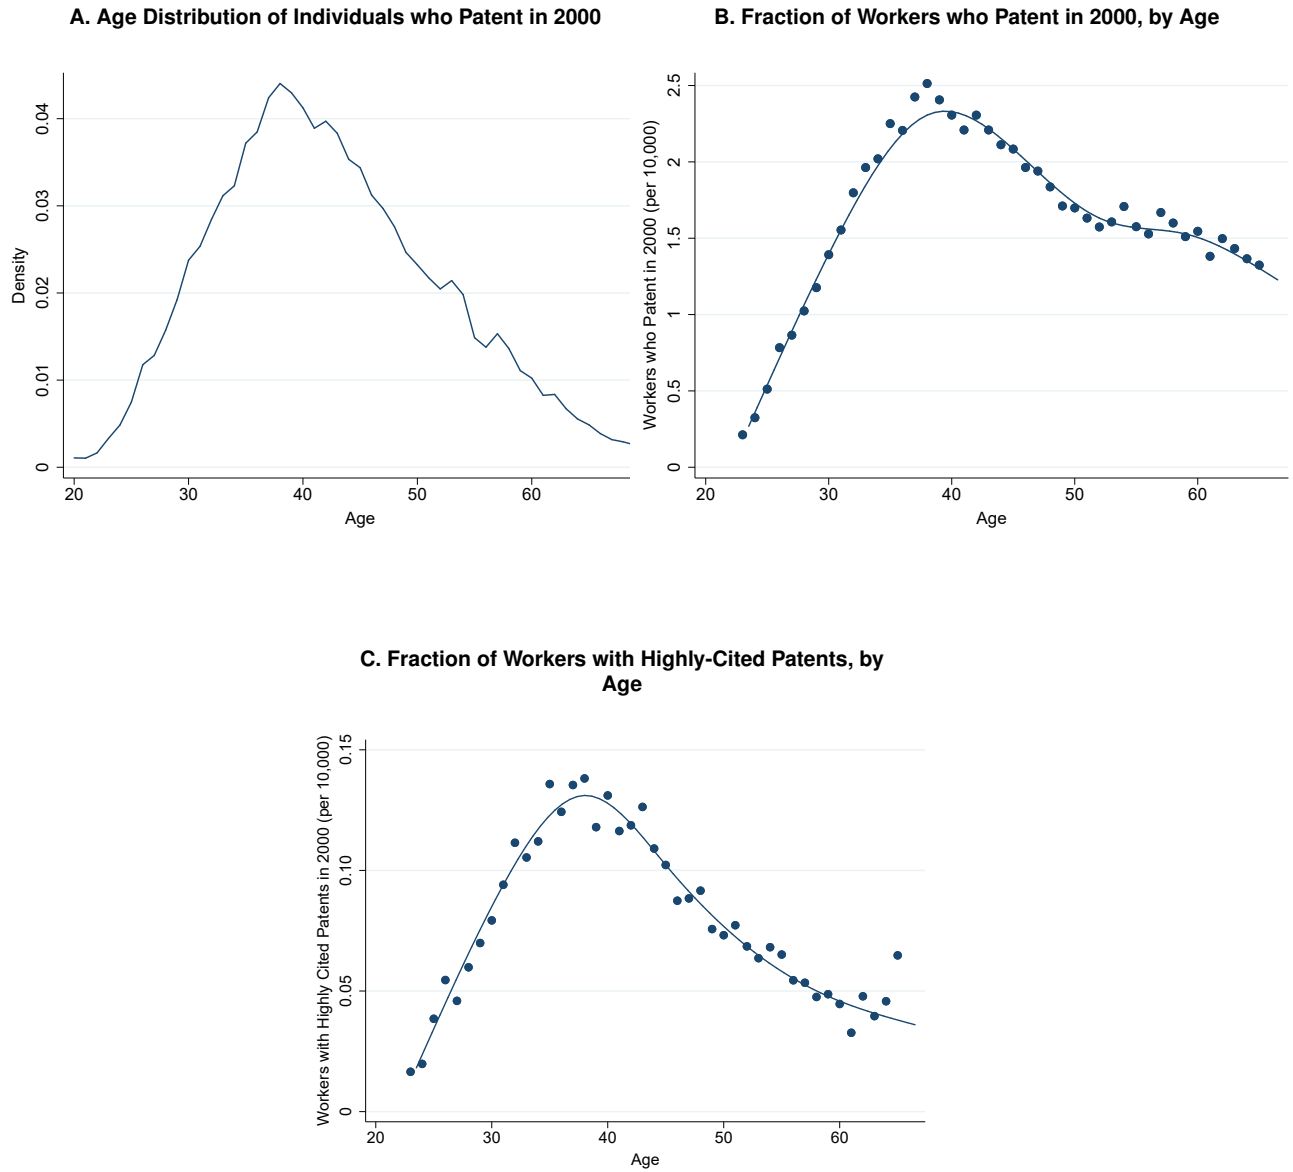 A. Age Distribution of Individuals who Patent in 2000
Density
0.04
0.03
0.02
0.01
0
20 30 40 50 60
Age
B. Fraction of Workers who Patent in 2000, by Age
Workers who Patent in 2000 (per 10,000)
2.5
2
1.5
1
0.5
0
20 30 40 50 60
Age
C. Fraction of Workers with Highly-Cited Patents, by
Age
Workers with Highly Cited Patents in 2000 (per 10,000)
0.15
0.10
0.05
0
20 30 40 50 60
Age